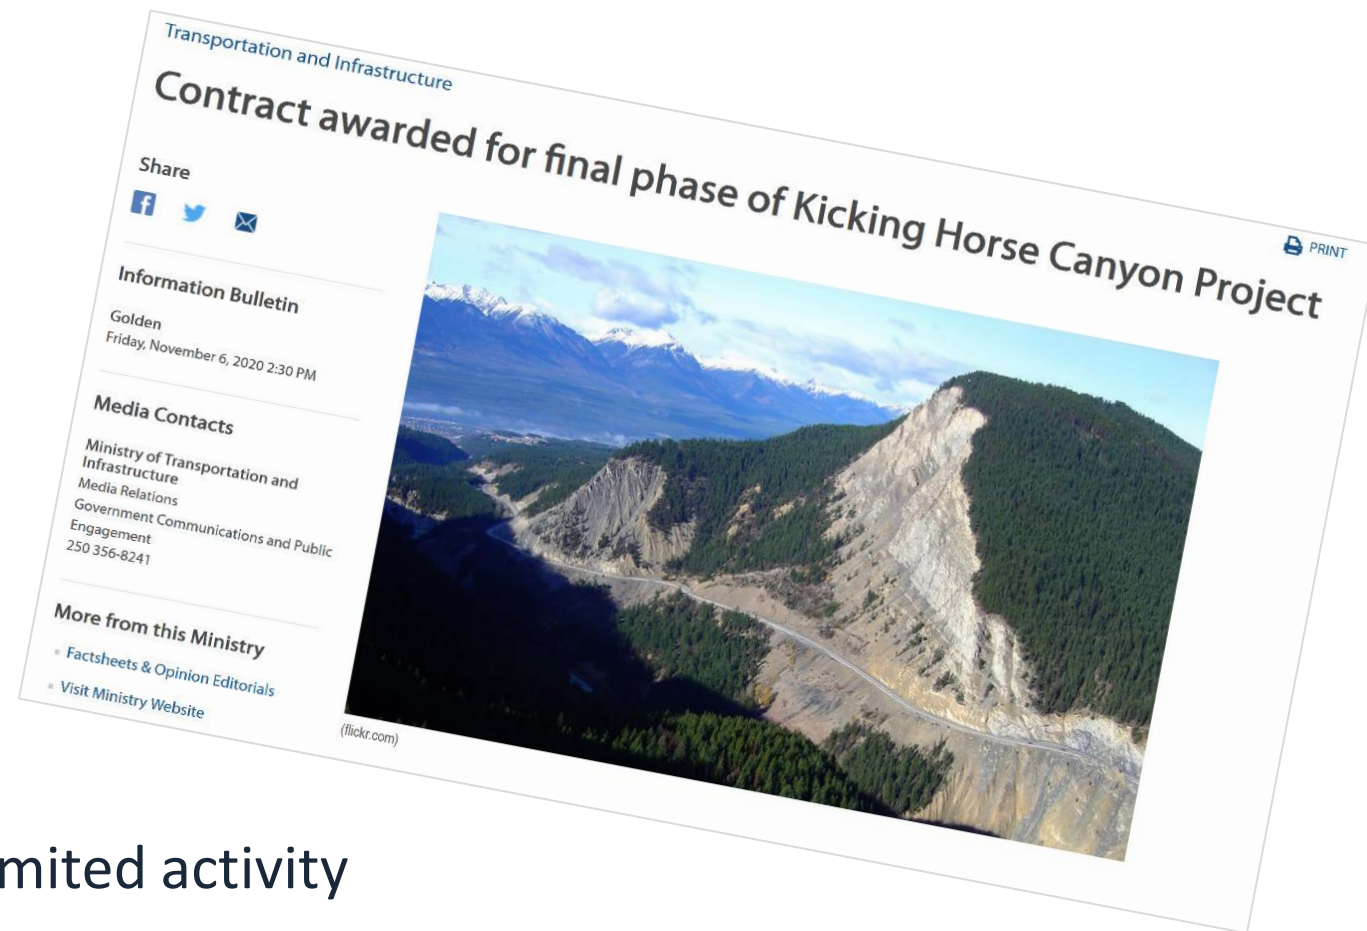 Transportation and Infrastructure
Contract awarded for final phase of Kicking Horse Canyon Project
PRINT
Share
Information Bulletin
Golden
Friday, November 6, 2020 2:30 PM
Media Contacts
Ministry of Transportation and
Infrastructure
Media Relations
Government Communications and Public
Engagement
250 356-8241
More from this Ministry
Factsheets & Opinion Editorials
Visit Ministry Website
(flickr.com)
activity